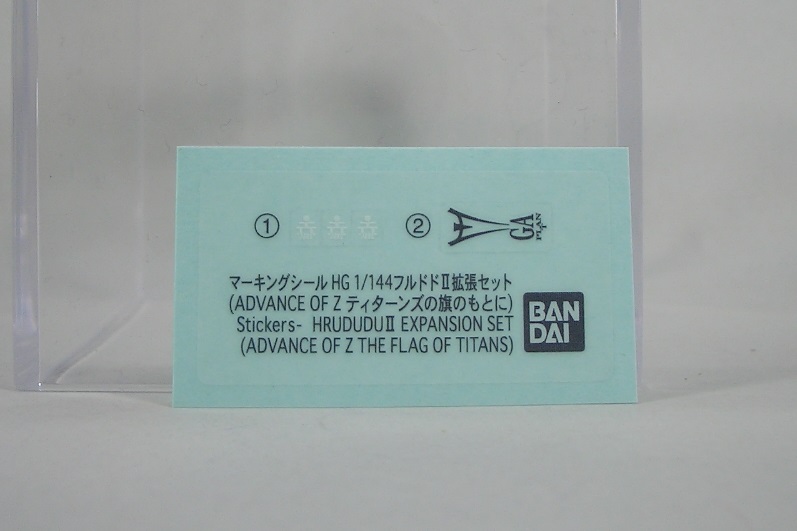 ① ② GA PLAN
マーキングシール HG 1/144フルドドⅡ拡張セット
(ADVANCE OF Z ティターンズの旗のもとに)
Stickers- HRUDUDUⅡ EXPANSION SET
(ADVANCE OF Z THE FLAG OF TITANS)
BAN
DAI